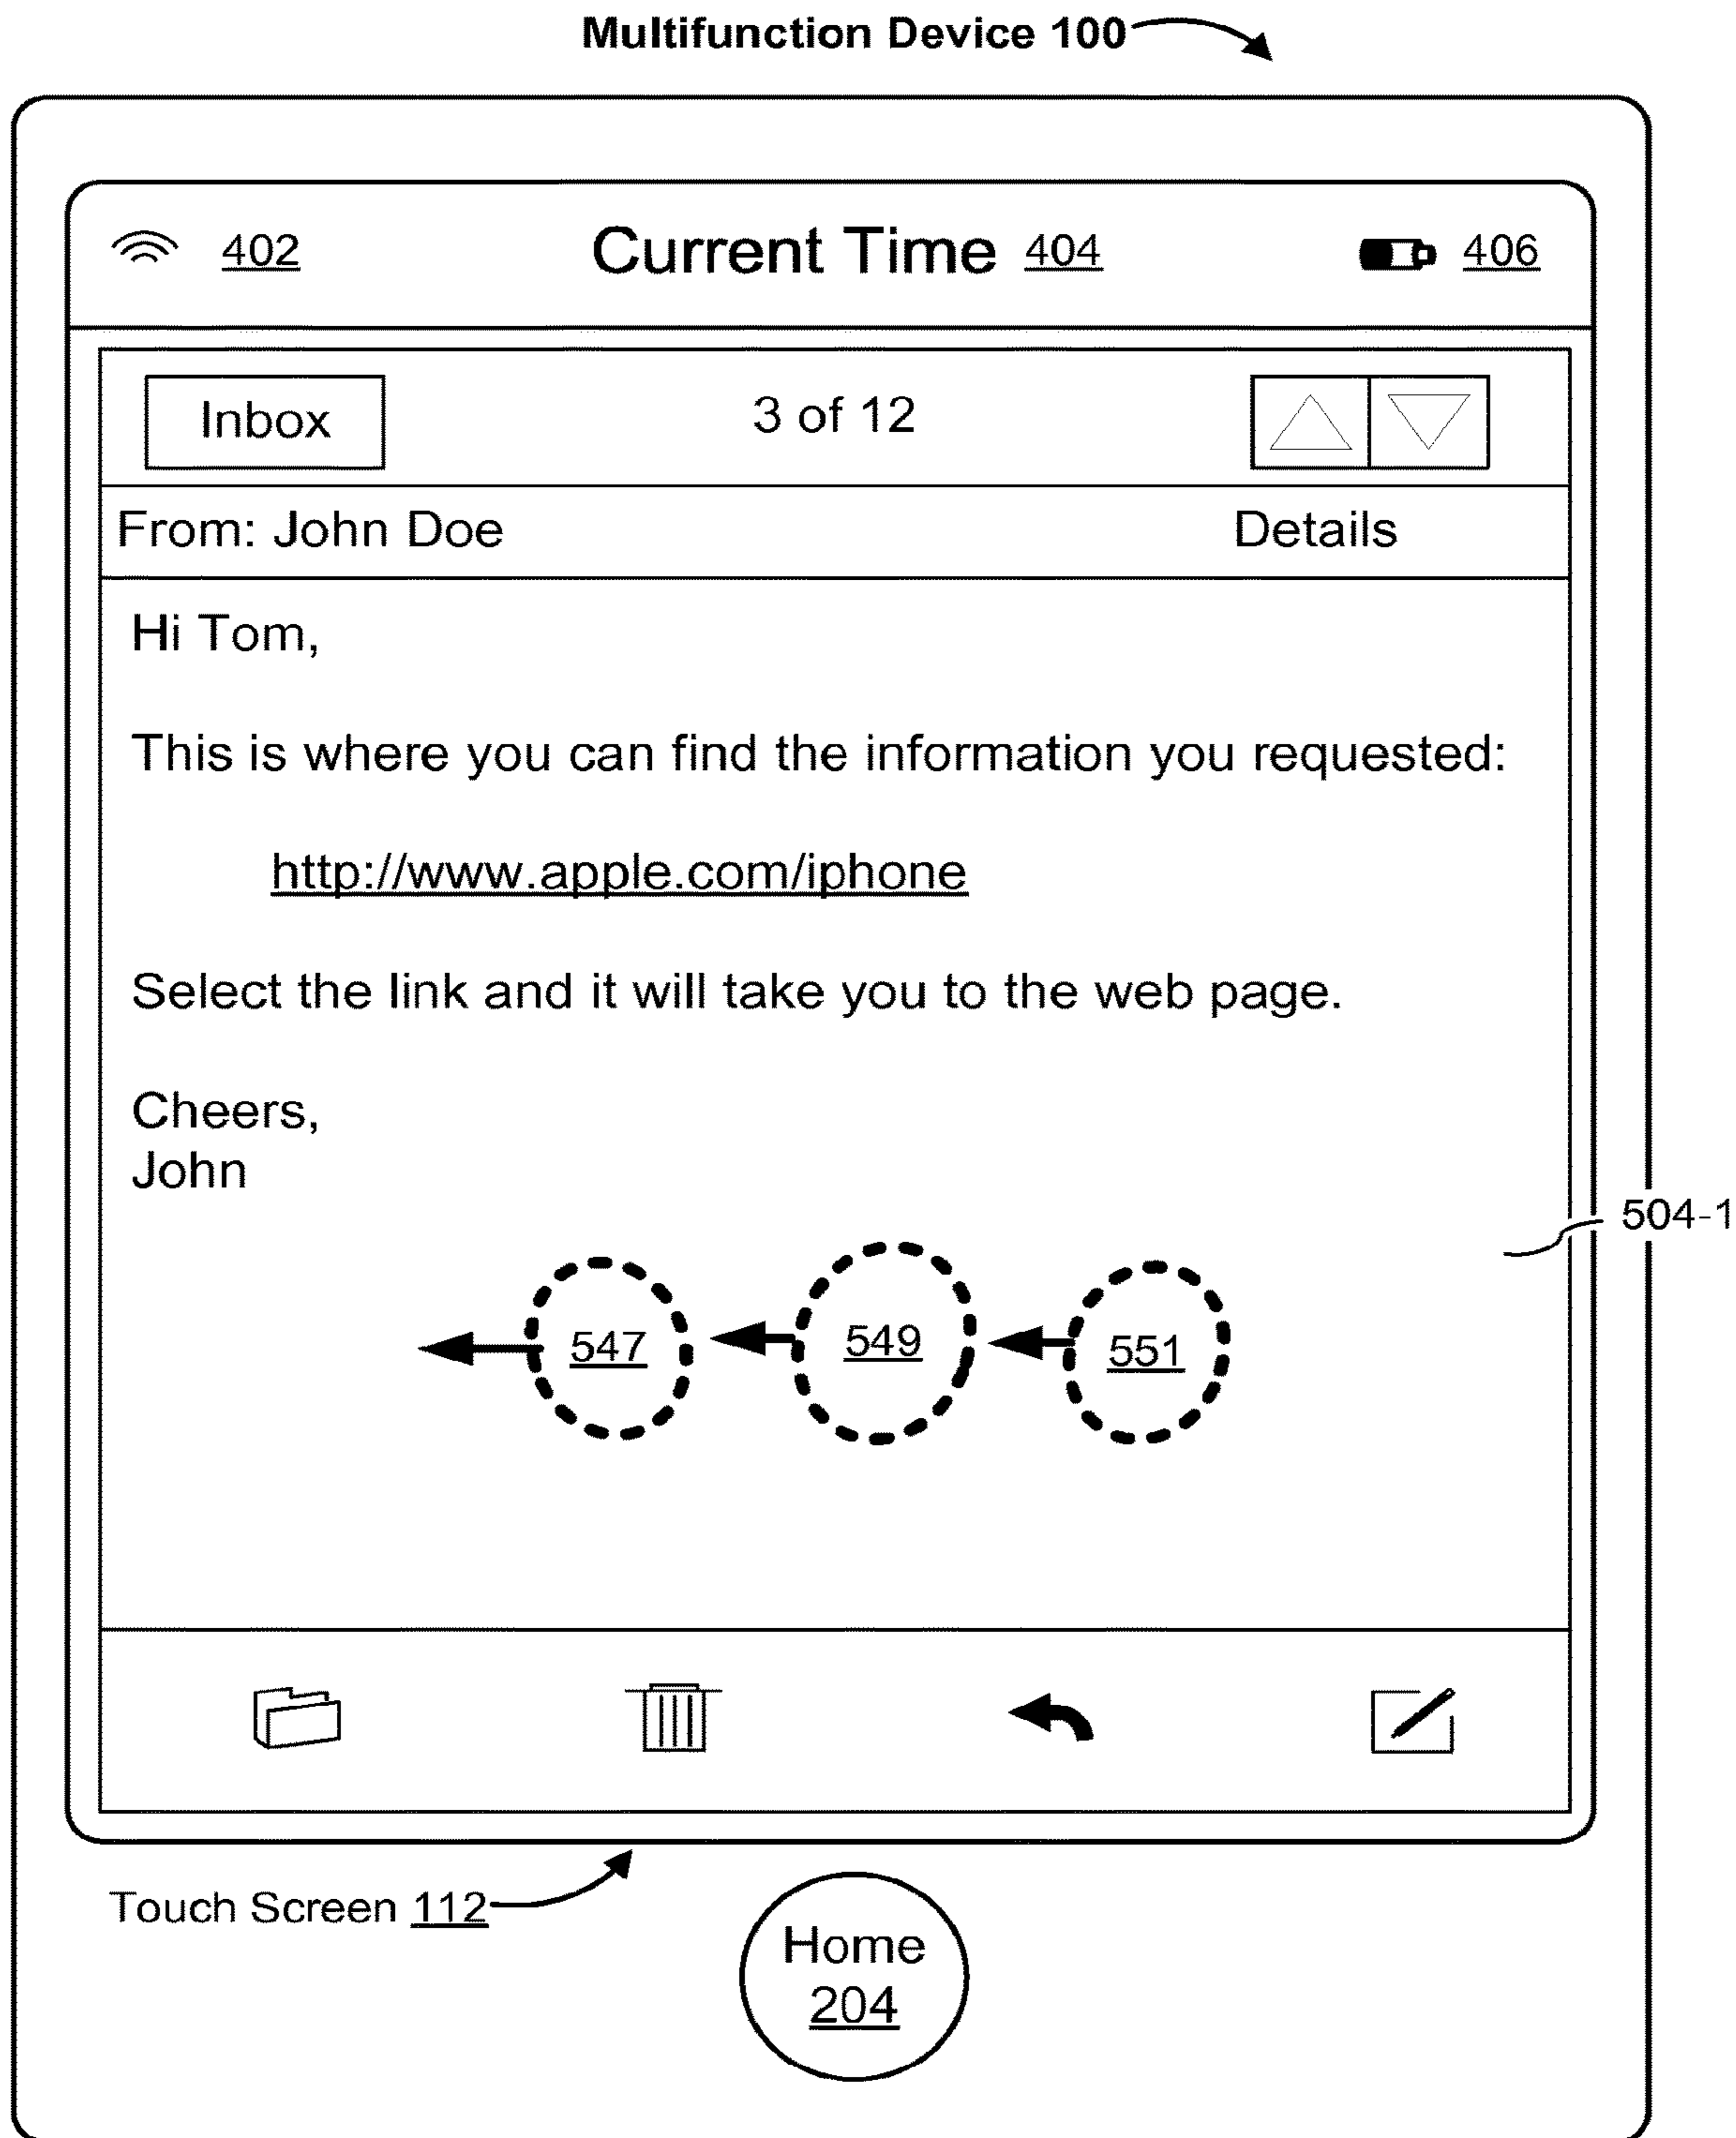 Multifunction Device 100
402 Current Time 404 406
Inbox 3 of 12
From: John Doe Details
Hi Tom,
This is where you can find the information you requested:
http://www.apple.com/iphone
Select the link and it will take you to the web page.
Cheers,
John
504-1
547 549 551
Touch Screen 112
Home
204